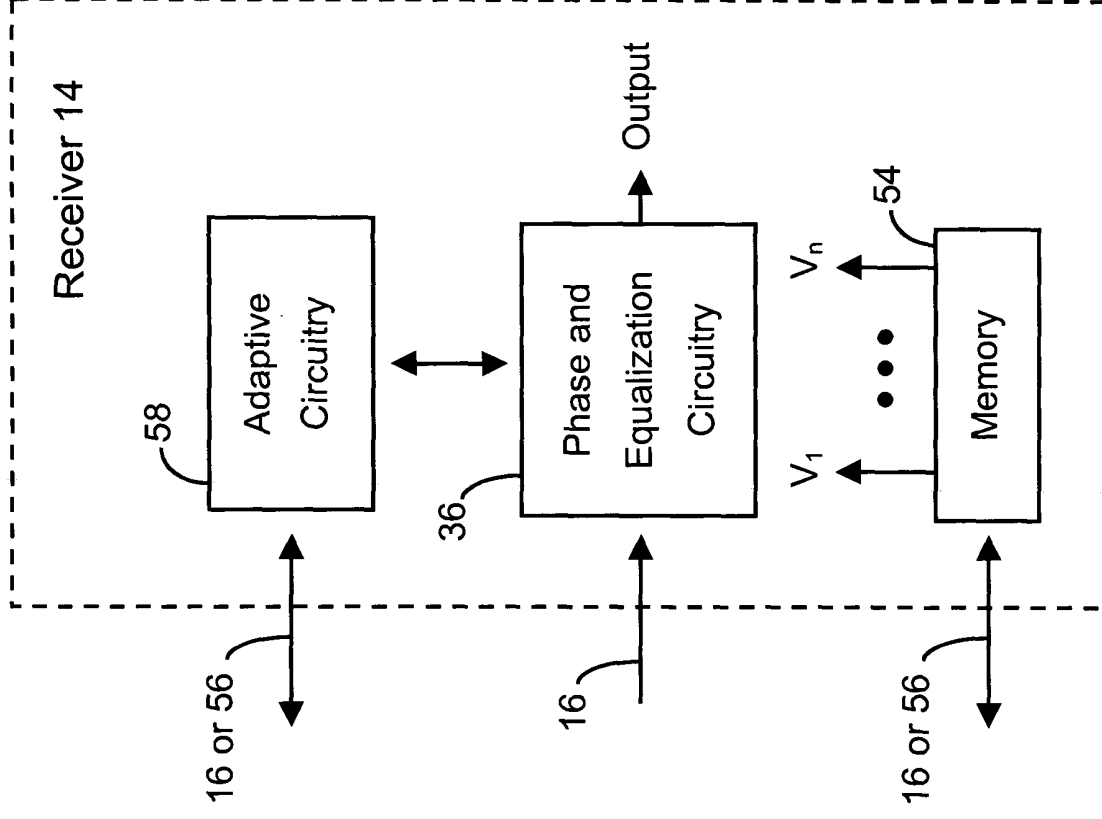 Receiver 14
58
16 or 56
Adaptive
Circuitry
36
16
Phase and
Equalization
Circuitry
Output
V₁
Vₙ
54
16 or 56
Memory